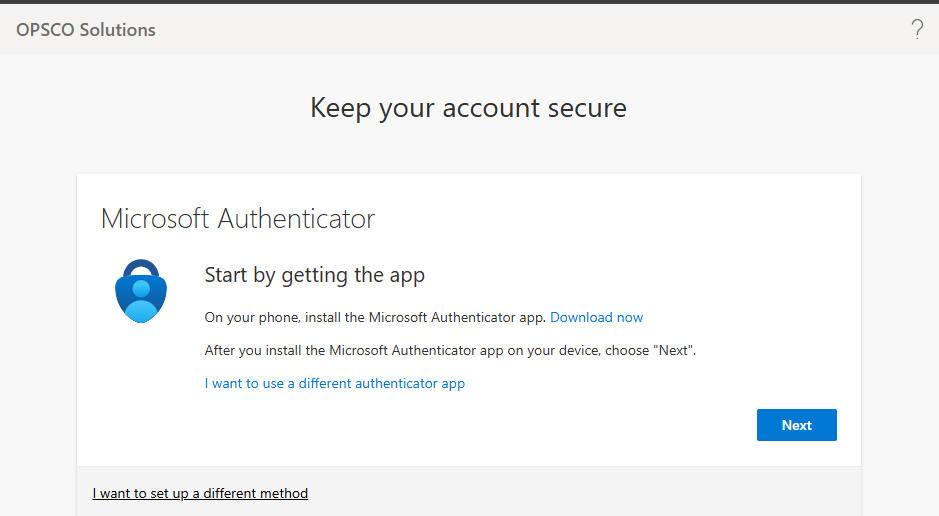 OPSCO Solutions
?
Keep your account secure
Microsoft Authenticator
Start by getting the app
On your phone, install the Microsoft Authenticator app. Download now
After you install the Microsoft Authenticator app on your device, choose "Next".
I want to use a different authenticator app
Next
I want to set up a different method